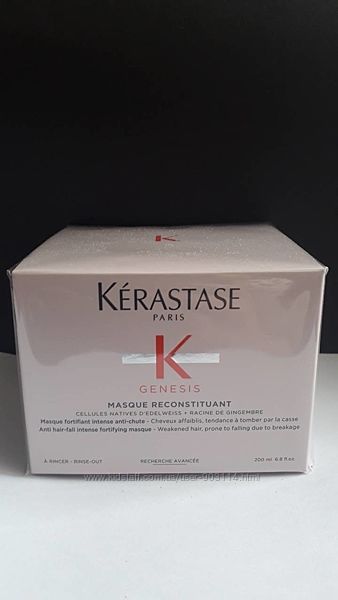 K
KÉRASTASE
PARIS
K
GENESIS
MASQUE RECONSTITUANT
CELLULES NATIVES D'EDELWEISS + RACINE DE GINGEMBRE
Masque fortifiant intense anti-chute - Cheveux affaiblis, tendance à tomber par la casse
Anti hair-fall intense fortifying masque - Weakened hair, prone to falling due to breakage
À RINCER - RINSE-OUT
RECHERCHE AVANCÉE
200 ml 6.8 fl.oz.